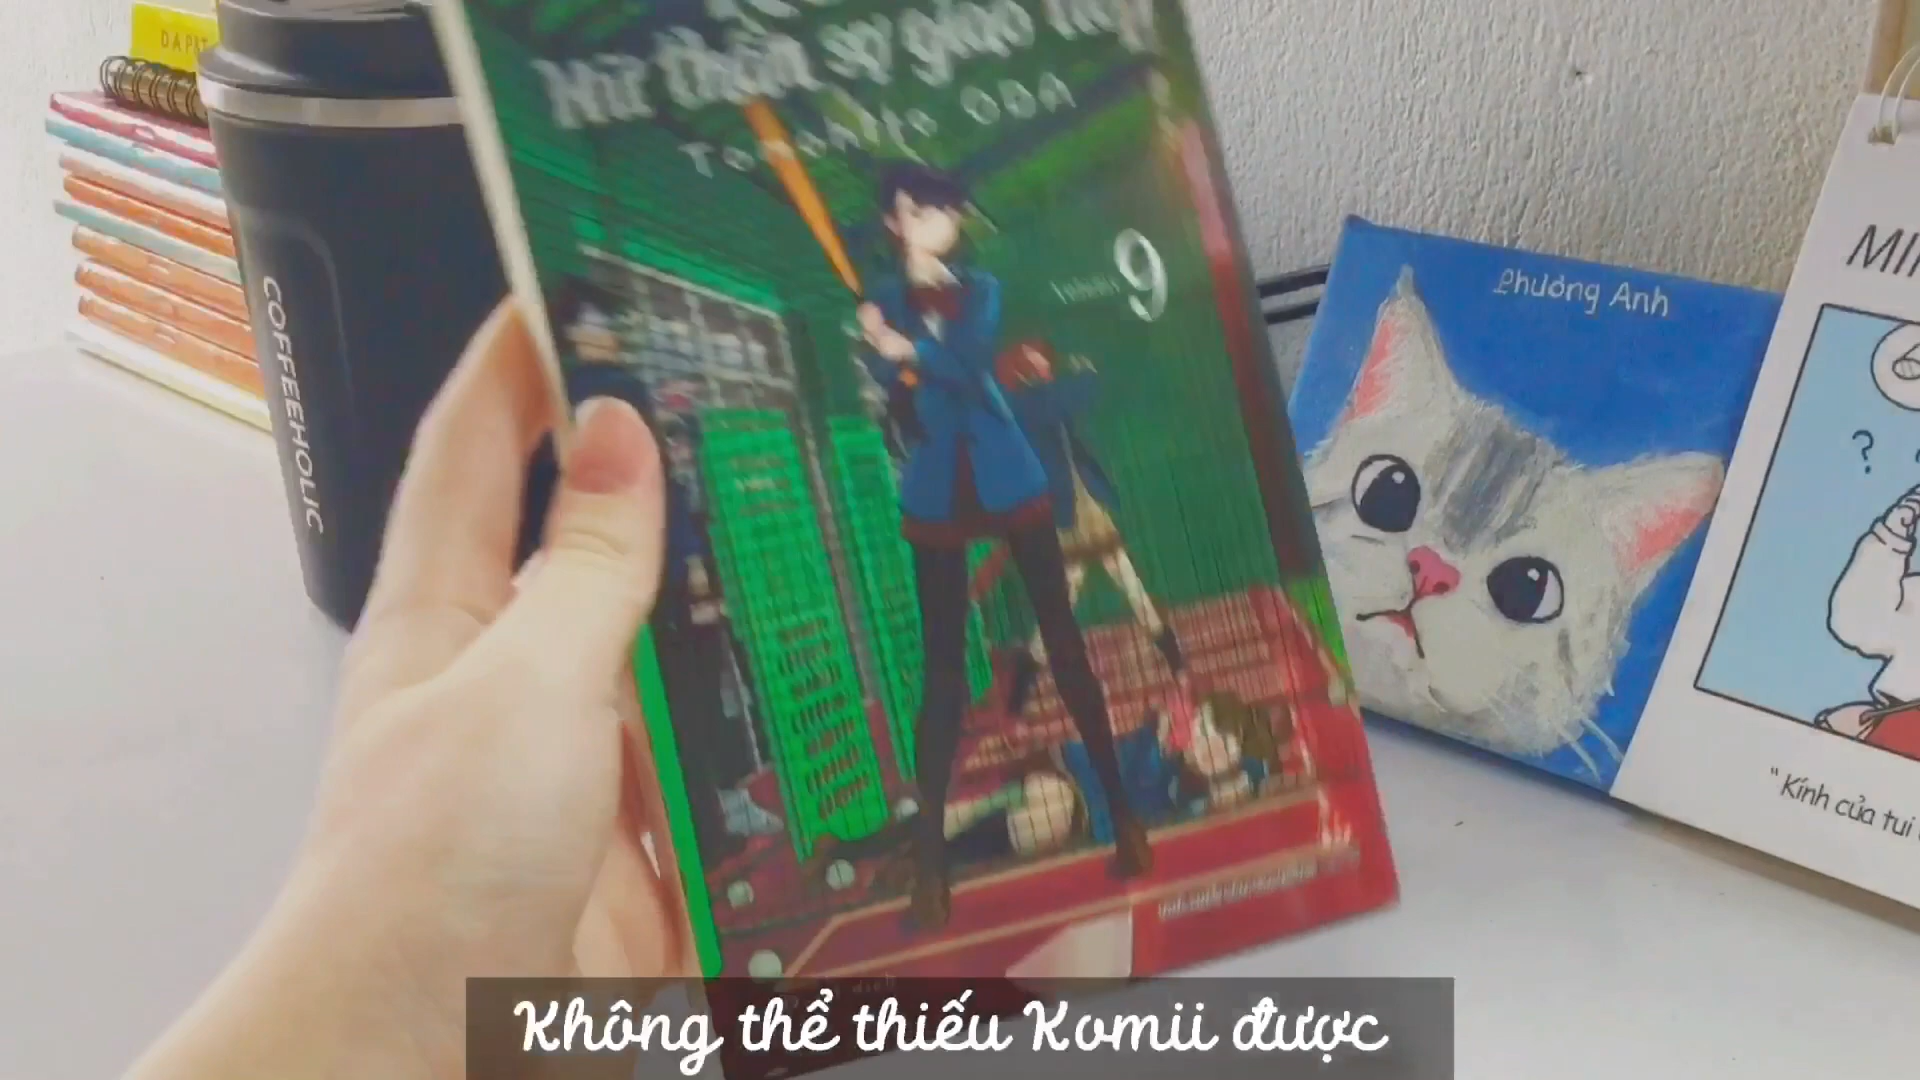 DAP&T
COFFEEHOLIC
Nữ thần sợ giao tiếp
Tomohito ODA
9
Phương Anh
?
"Kính của tui
Không thể thiếu Komii được